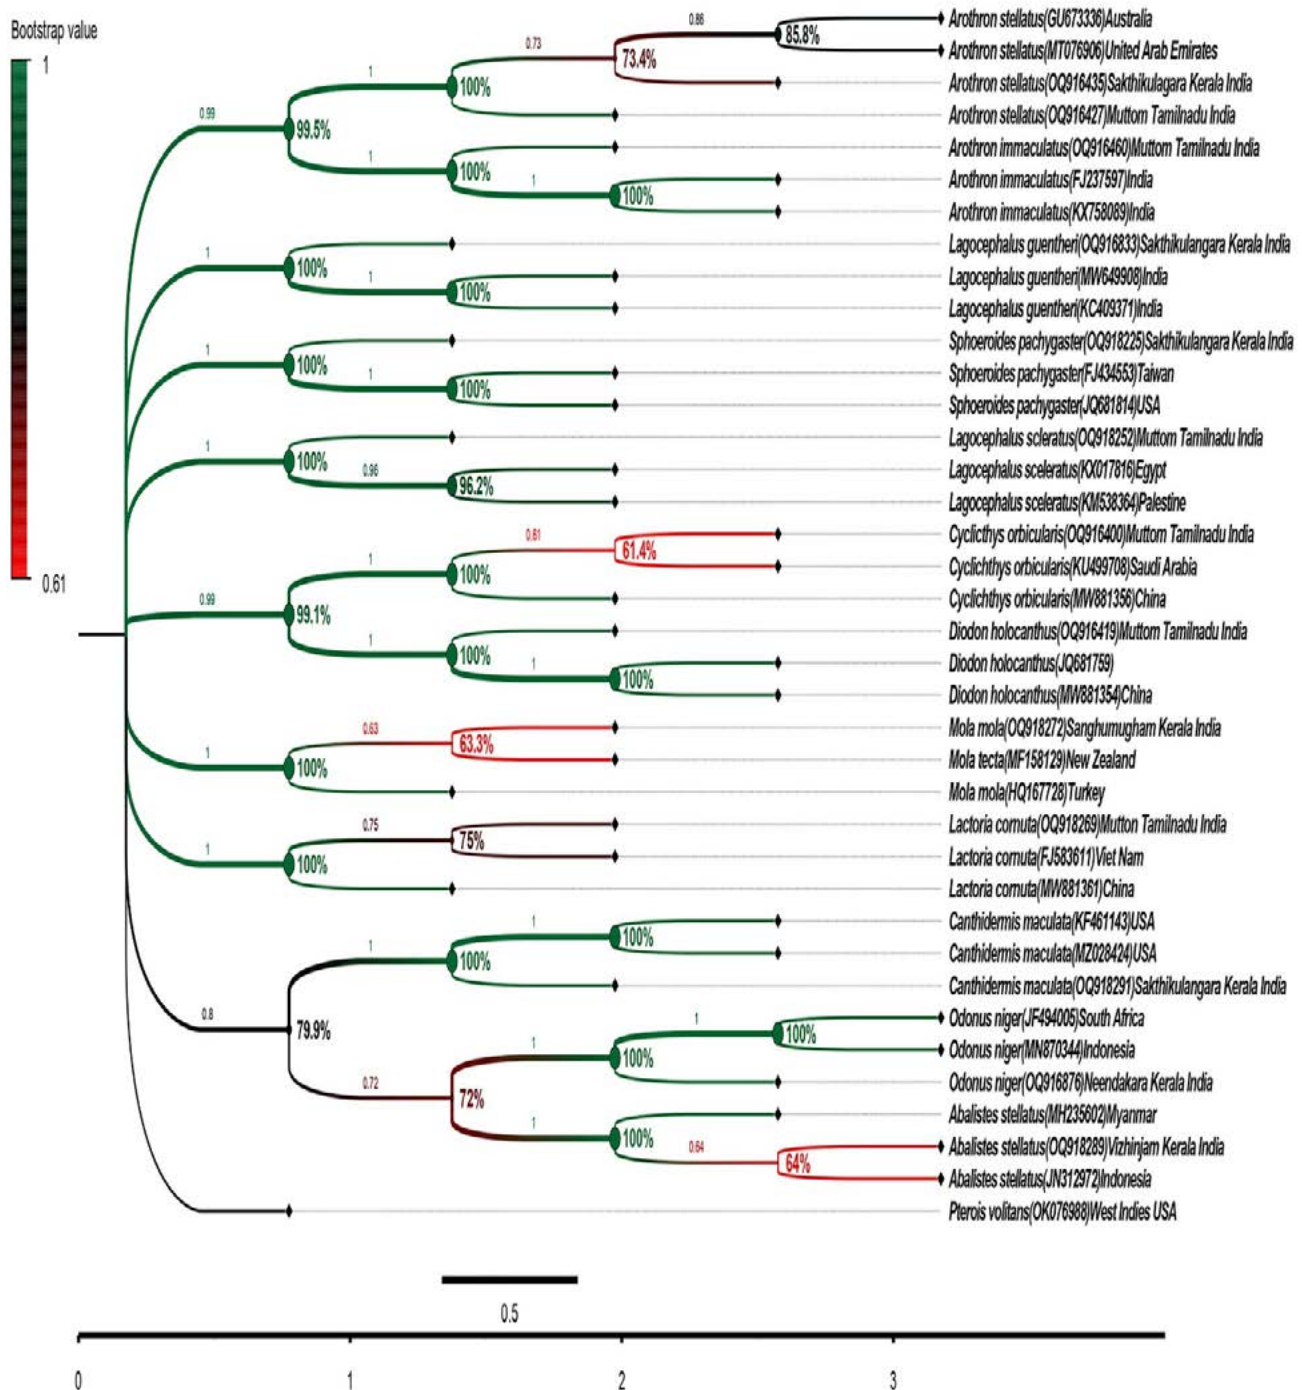 Bootstrap value
1
0.61
0.86
85.8%
Arothron stellatus(GU673336)Australia
Arothron stellatus(MT076906)United Arab Emirates
0.73
73.4%
Arothron stellatus(OQ916435)Sakthikulagara Kerala India
1
100%
Arothron stellatus(OQ916427)Muttom Tamilnadu India
0.99
99.5%
Arothron immaculatus(OQ916460)Muttom Tamilnadu India
1
100%
Arothron immaculatus(FJ237597)India
1
100%
Arothron immaculatus(KX758089)India
Lagocephalus guentheri(OQ916833)Sakthikulangara Kerala India
1
100%
Lagocephalus guentheri(MW649908)India
1
100%
Lagocephalus guentheri(KC409371)India
Sphoeroides pachygaster(OQ918225)Sakthikulangara Kerala India
1
100%
Sphoeroides pachygaster(FJ434553)Taiwan
1
100%
Sphoeroides pachygaster(JQ681814)USA
Lagocephalus scleratus(OQ918252)Muttom Tamilnadu India
1
100%
Lagocephalus sceleratus(KX017816)Egypt
0.96
96.2%
Lagocephalus sceleratus(KM538364)Palestine
0.61
61.4%
Cyclicthys orbicularis(OQ916400)Muttom Tamilnadu India
Cyclichthys orbicularis(KU499708)Saudi Arabia
1
100%
Cyclichthys orbicularis(MW881356)China
0.99
99.1%
Diodon holocanthus(OQ916419)Muttom Tamilnadu India
1
100%
Diodon holocanthus(JQ681759)
1
100%
Diodon holocanthus(MW881354)China
0.63
63.3%
Mola mola(OQ918272)Sanghumugham Kerala India
Mola tecta(MF158129)New Zealand
1
100%
Mola mola(HQ167728)Turkey
0.75
75%
Lactoria cornuta(OQ918269)Mutton Tamilnadu India
Lactoria cornuta(FJ583611)Viet Nam
1
100%
Lactoria cornuta(MW881361)China
1
100%
Canthidermis maculata(KF461143)USA
Canthidermis maculata(MZ028424)USA
1
100%
Canthidermis maculata(OQ918291)Sakthikulangara Kerala India
0.8
79.9%
1
100%
Odonus niger(JF494005)South Africa
Odonus niger(MN870344)Indonesia
1
100%
Odonus niger(OQ916876)Neendakara Kerala India
0.72
72%
Abalistes stellatus(MH235602)Myanmar
1
100%
Abalistes stellatus(OQ918289)Vizhinjam Kerala India
0.64
64%
Abalistes stellatus(JN312972)Indonesia
Pterois volitans(OK076988)West Indies USA
0.5
0 1 2 3